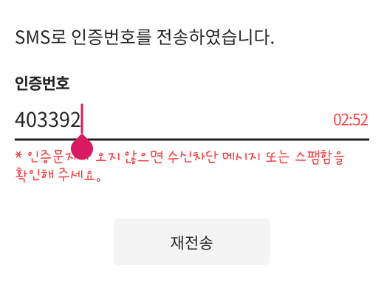 SMS로 인증번호를 전송하였습니다.
인증번호
403392
02:52
* 인증문자가 오지 않으면 수신차단 메시지 또는 스팸함을
확인해 주세요.
재전송